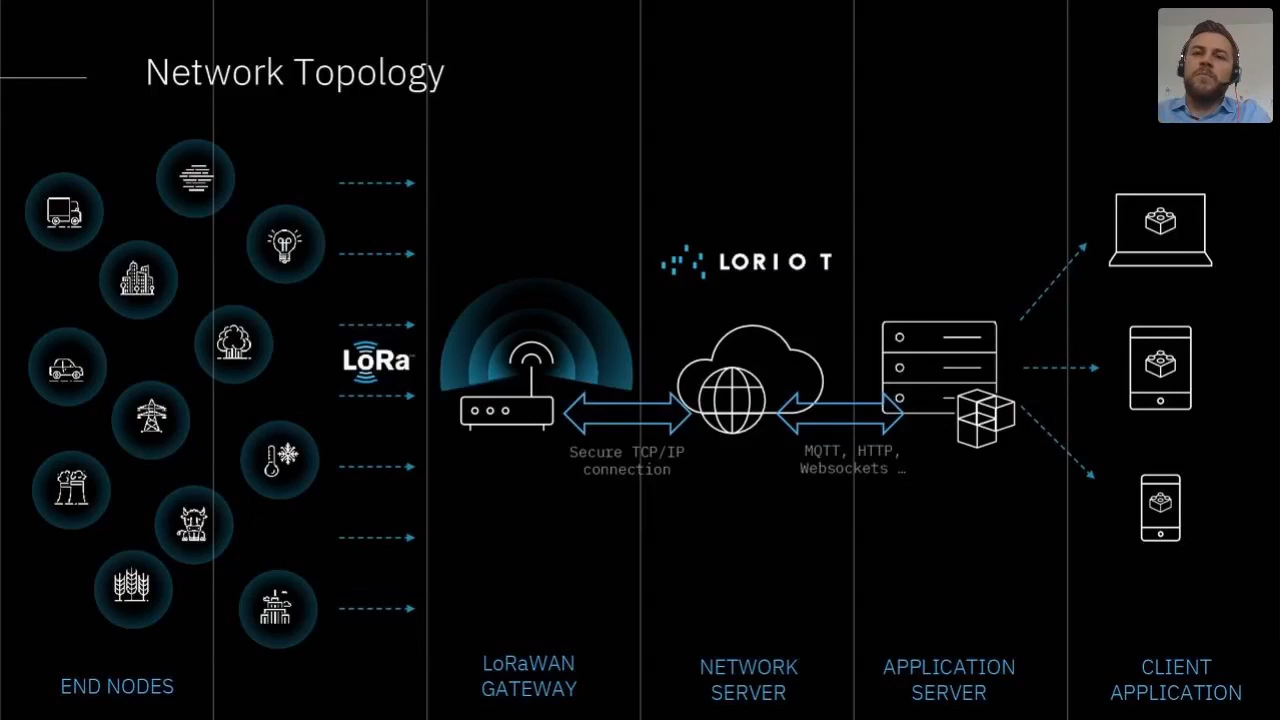 Network Topology
LORIOT
LoRa
Secure TCP/IP
connection
MQTT, HTTP,
Websockets …
END NODES
LoRaWAN
GATEWAY
NETWORK
SERVER
APPLICATION
SERVER
CLIENT
APPLICATION